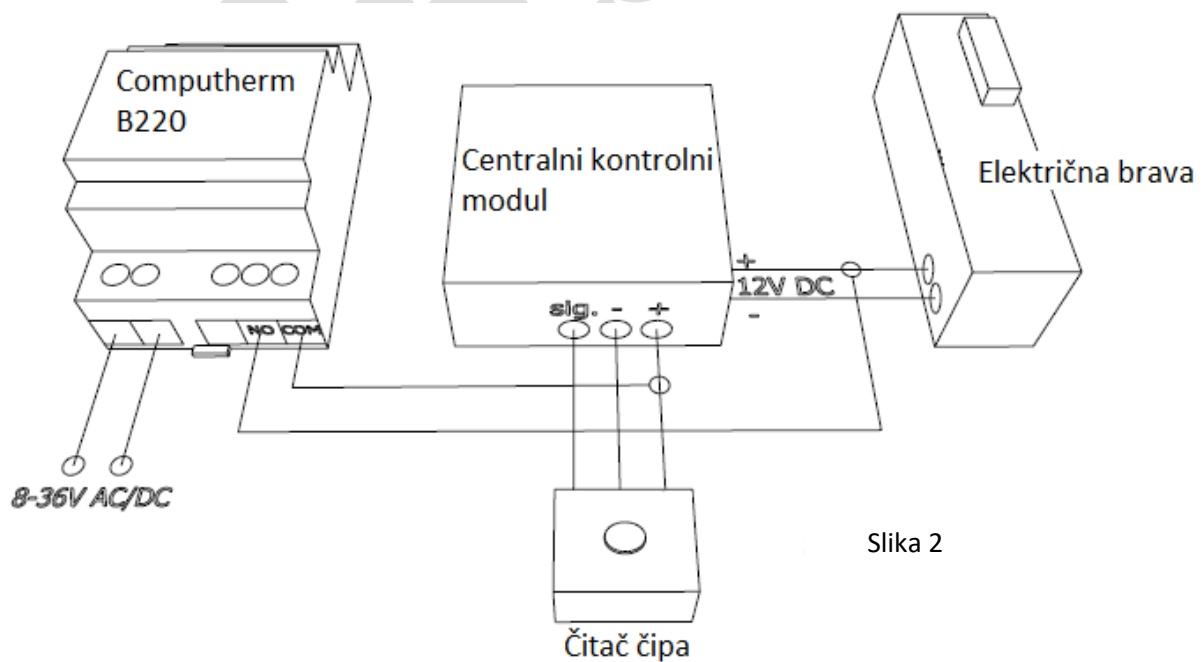 Computherm
B220
Centralni kontrolni
modul
Električna brava
+
12V DC
-
sig. - +
NO COM
8-36V AC/DC
Slika 2
Čitač čipa